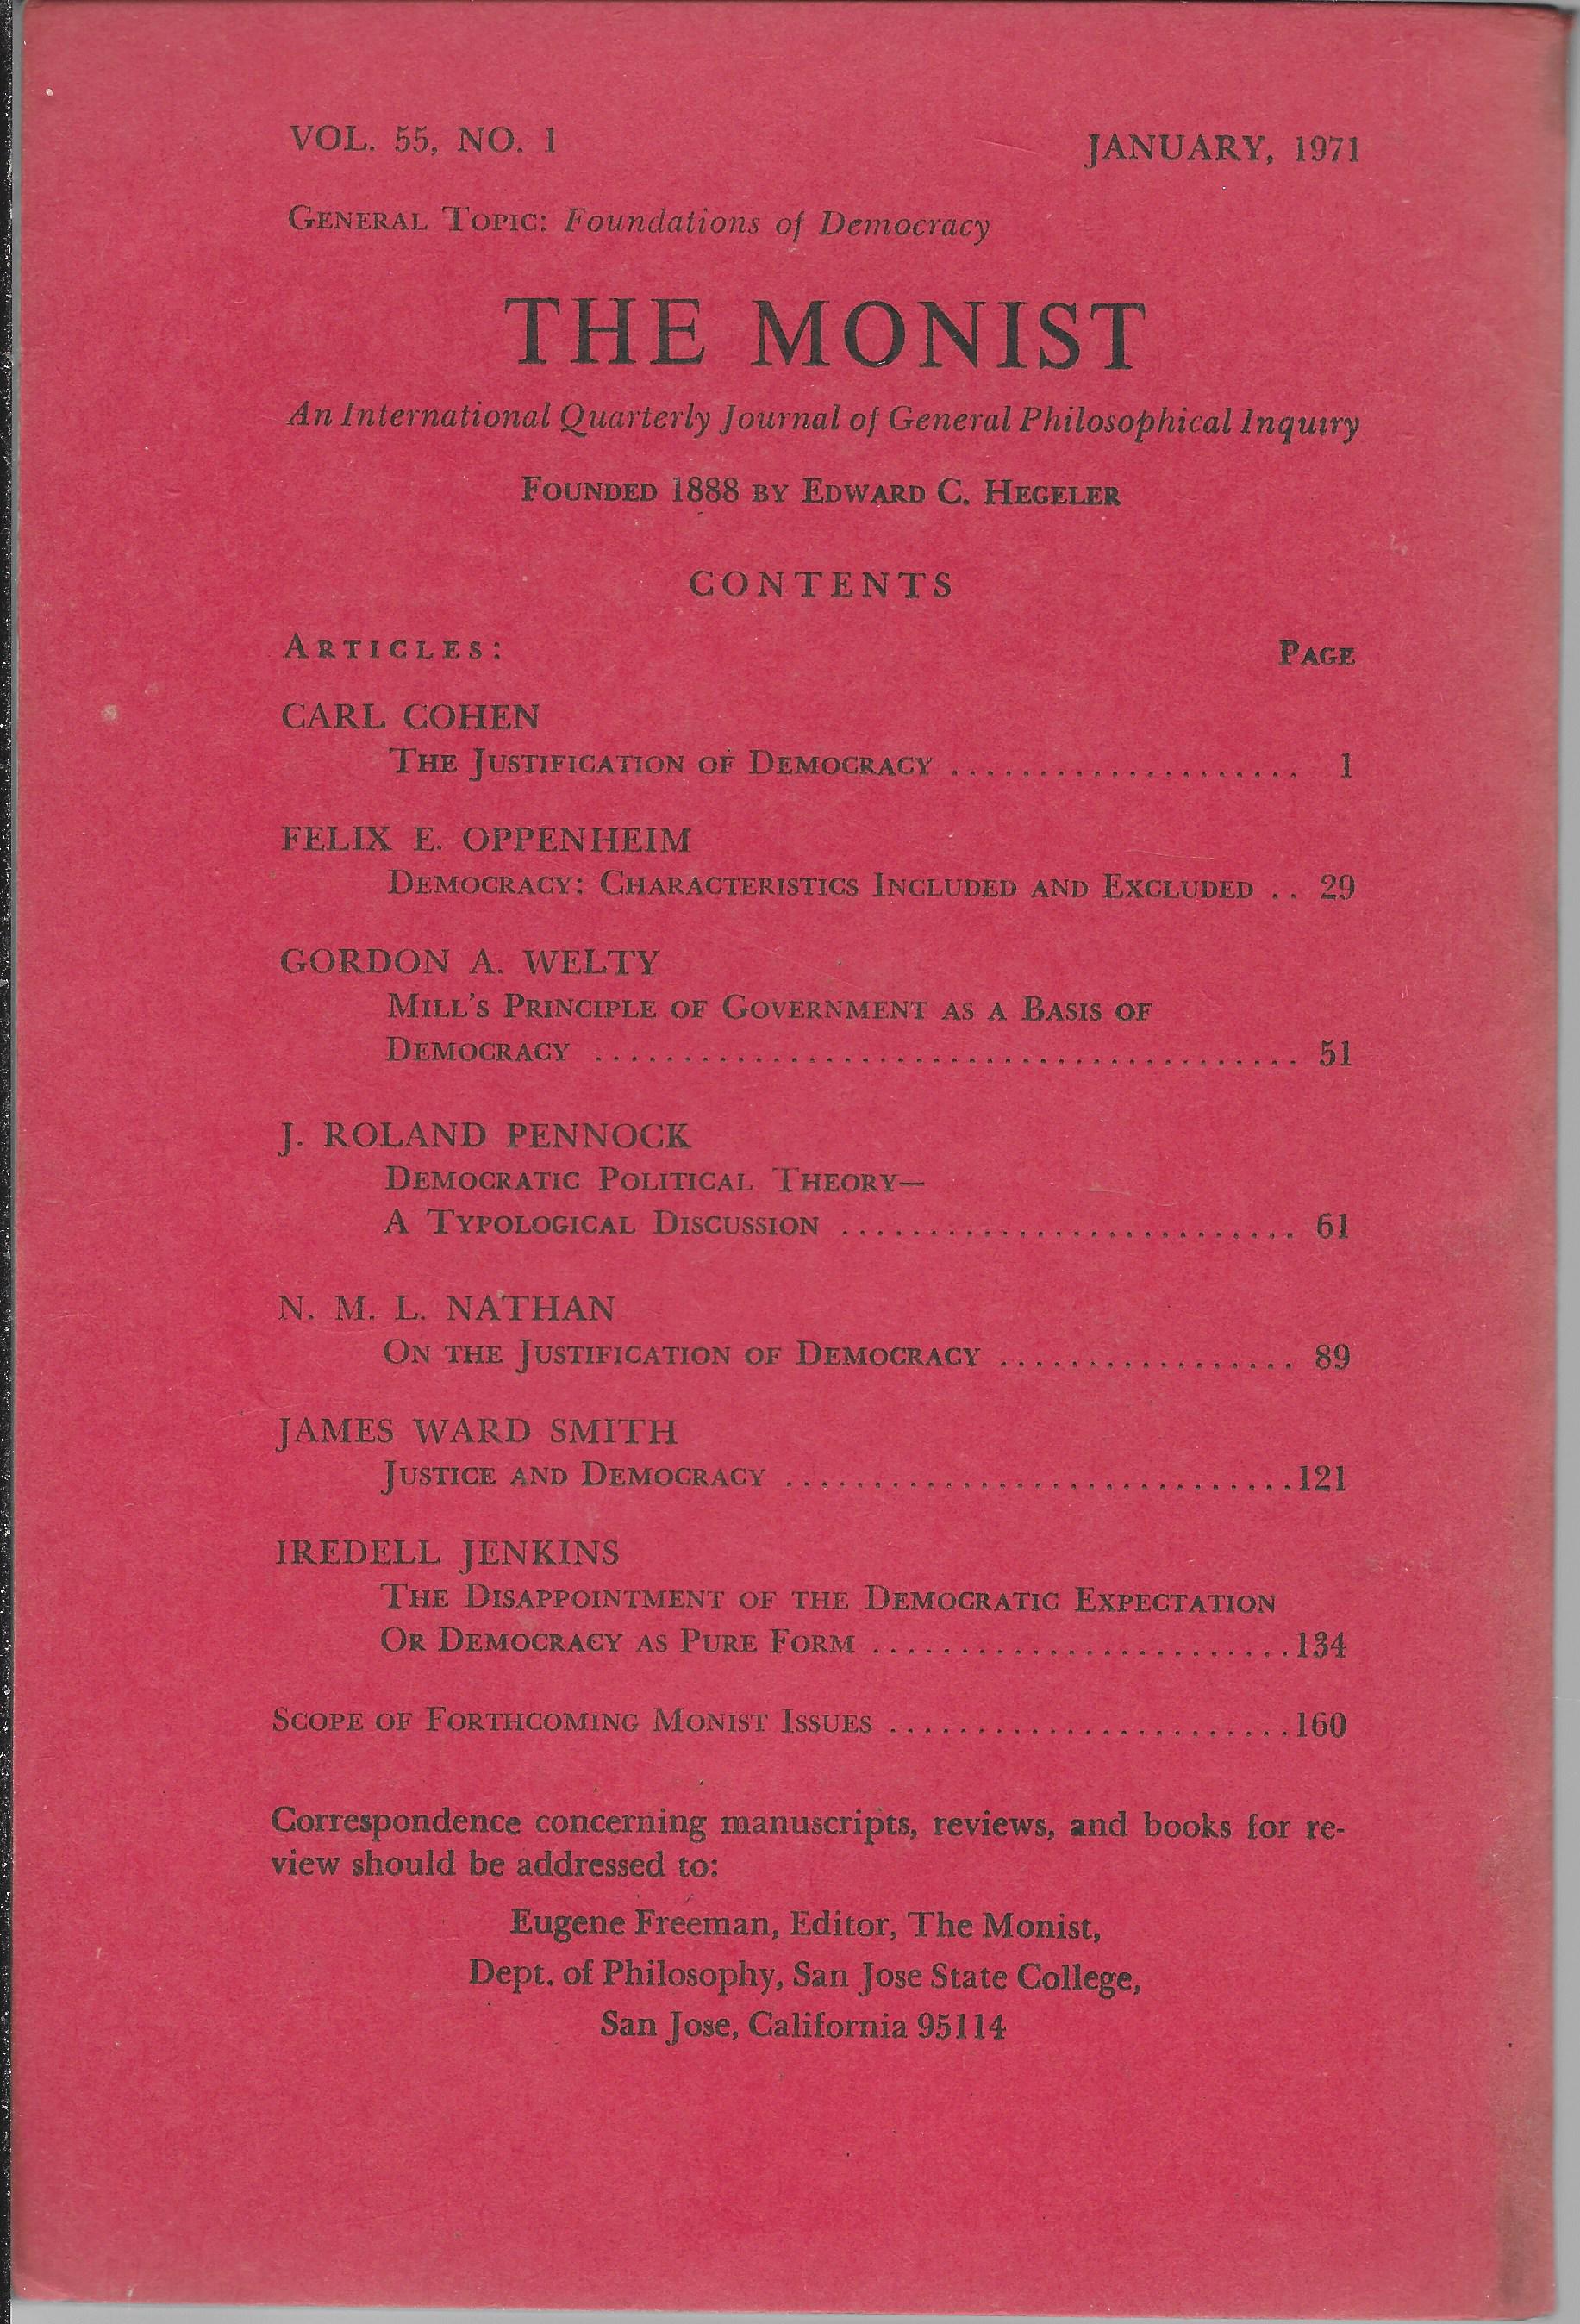 VOL. 55, NO. 1 JANUARY, 1971
GENERAL TOPIC: Foundations of Democracy
THE MONIST
An International Quarterly Journal of General Philosophical Inquiry
FOUNDED 1888 BY EDWARD C. HEGELER
CONTENTS
ARTICLES: PAGE
CARL COHEN
THE JUSTIFICATION OF DEMOCRACY .................... 1
FELIX E. OPPENHEIM
DEMOCRACY: CHARACTERISTICS INCLUDED AND EXCLUDED .. 29
GORDON A. WELTY
MILL'S PRINCIPLE OF GOVERNMENT AS A BASIS OF
DEMOCRACY ......................................... 51
J. ROLAND PENNOCK
DEMOCRATIC POLITICAL THEORY—
A TYPOLOGICAL DISCUSSION ........................... 61
N. M. L. NATHAN
ON THE JUSTIFICATION OF DEMOCRACY ................. 89
JAMES WARD SMITH
JUSTICE AND DEMOCRACY ..............................121
IREDELL JENKINS
THE DISAPPOINTMENT OF THE DEMOCRATIC EXPECTATION
OR DEMOCRACY AS PURE FORM ........................134
SCOPE OF FORTHCOMING MONIST ISSUES .......................160
Correspondence concerning manuscripts, reviews, and books for re-
view should be addressed to:
Eugene Freeman, Editor, The Monist,
Dept. of Philosophy, San Jose State College,
San Jose, California 95114